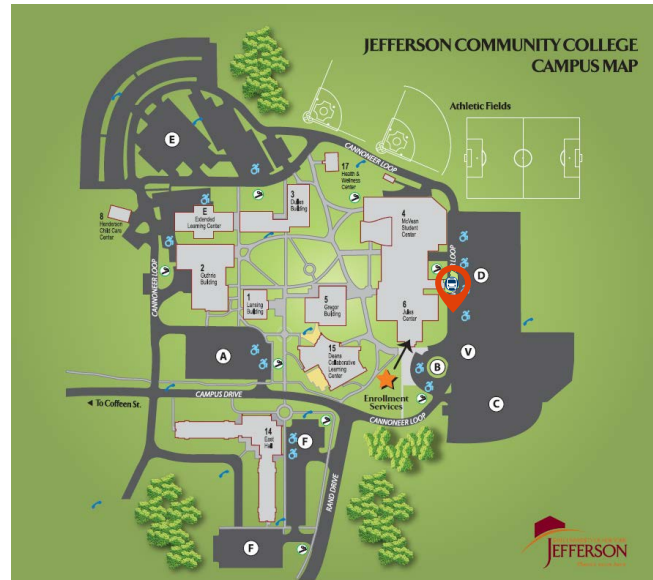 JEFFERSON COMMUNITY COLLEGE
CAMPUS MAP
Athletic Fields
CANNONEER LOOP
E
17
Health &
Wellness
Center
3
Dulles
Building
8
Henderson
Child Care
Center
E
Extended
Learning Center
4
McVean
Student
Center
LOOP
D
2
Guthrie
Building
CANNONEER LOOP
1
Lansing
Building
5
Gregor
Building
6
Jules
Center
A
15
Deans
Collaborative
Learning
Center
V
B
Enrollment
Services
C
CAMPUS DRIVE
To Coffeen St.
CANNONEER LOOP
14
East
Hall
F
RAND DRIVE
F
JEFFERSON